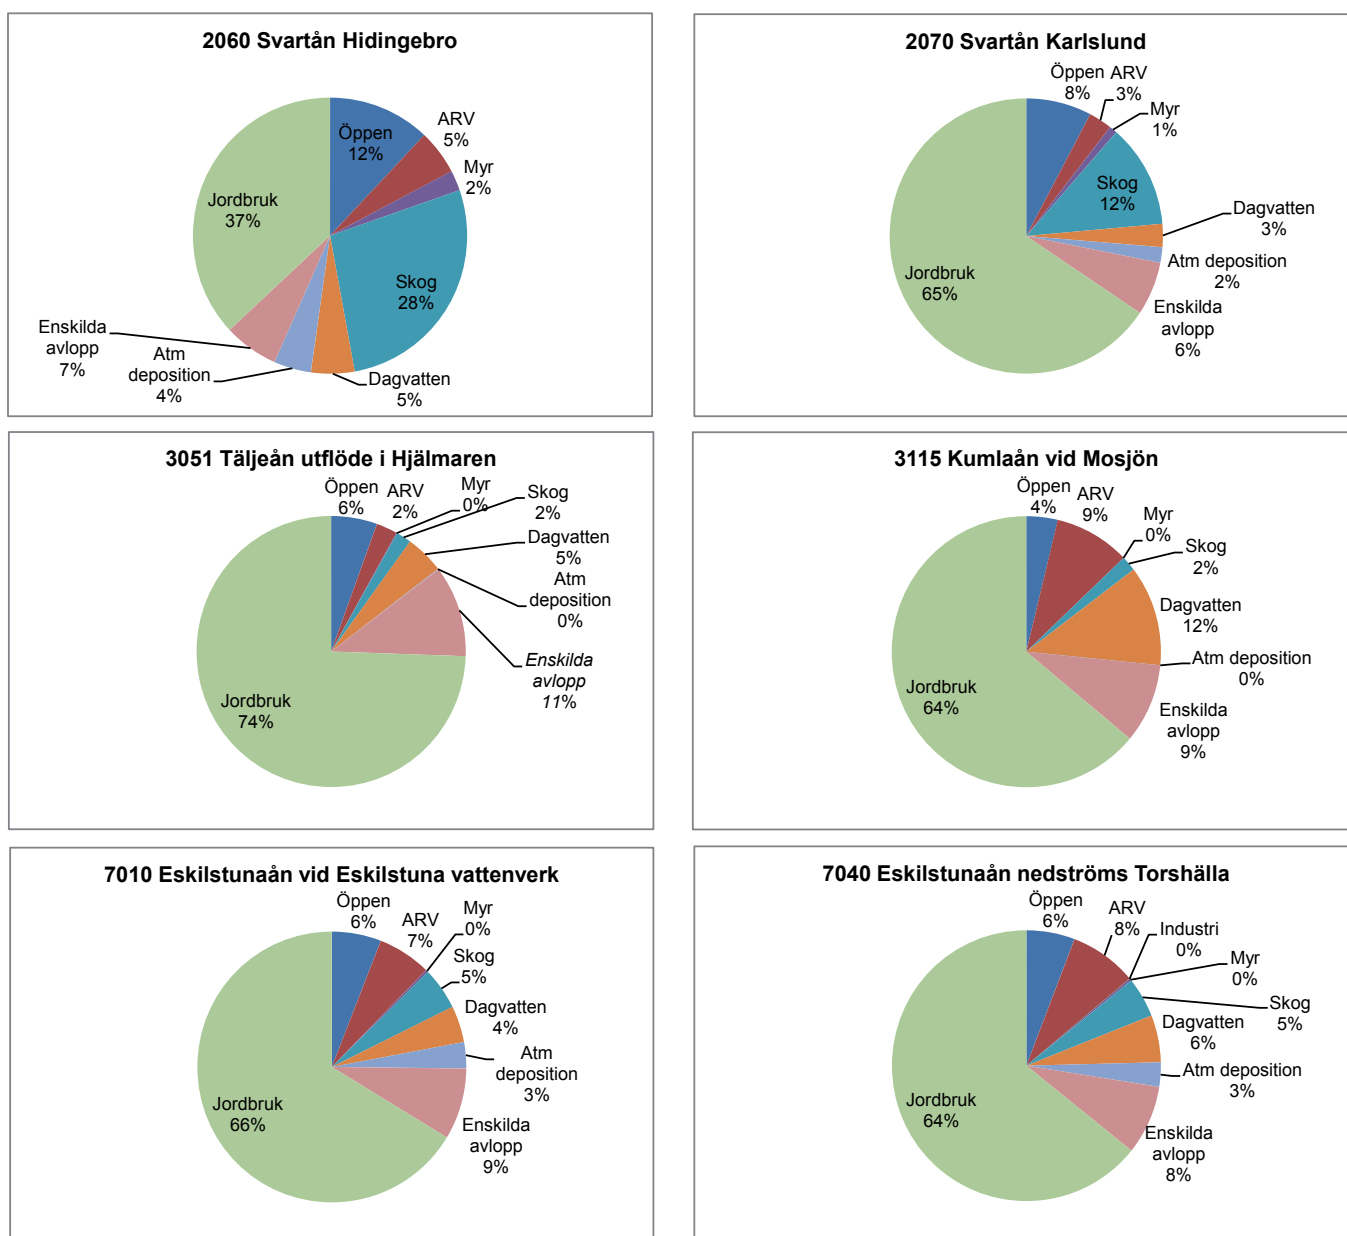 2060 Svartån Hidingebro
Öppen
12%
ARV
5%
Myr
2%
Skog
28%
Dagvatten
5%
Atm
deposition
4%
Enskilda
avlopp
7%
Jordbruk
37%
2070 Svartån Karlslund
Öppen
8%
ARV
3%
Myr
1%
Skog
12%
Dagvatten
3%
Atm deposition
2%
Enskilda
avlopp
6%
Jordbruk
65%
3051 Täljeån utflöde i Hjälmaren
Öppen
6%
ARV
2%
Myr
0%
Skog
2%
Dagvatten
5%
Atm
deposition
0%
Enskilda
avlopp
11%
Jordbruk
74%
3115 Kumlaån vid Mosjön
Öppen
4%
ARV
9%
Myr
0%
Skog
2%
Dagvatten
12%
Atm deposition
0%
Enskilda
avlopp
9%
Jordbruk
64%
7010 Eskilstunaån vid Eskilstuna vattenverk
Öppen
6%
ARV
7%
Myr
0%
Skog
5%
Dagvatten
4%
Atm
deposition
3%
Enskilda
avlopp
9%
Jordbruk
66%
7040 Eskilstunaån nedströms Torshälla
Öppen
6%
ARV
8%
Industri
0%
Myr
0%
Skog
5%
Dagvatten
6%
Atm deposition
3%
Enskilda
avlopp
8%
Jordbruk
64%